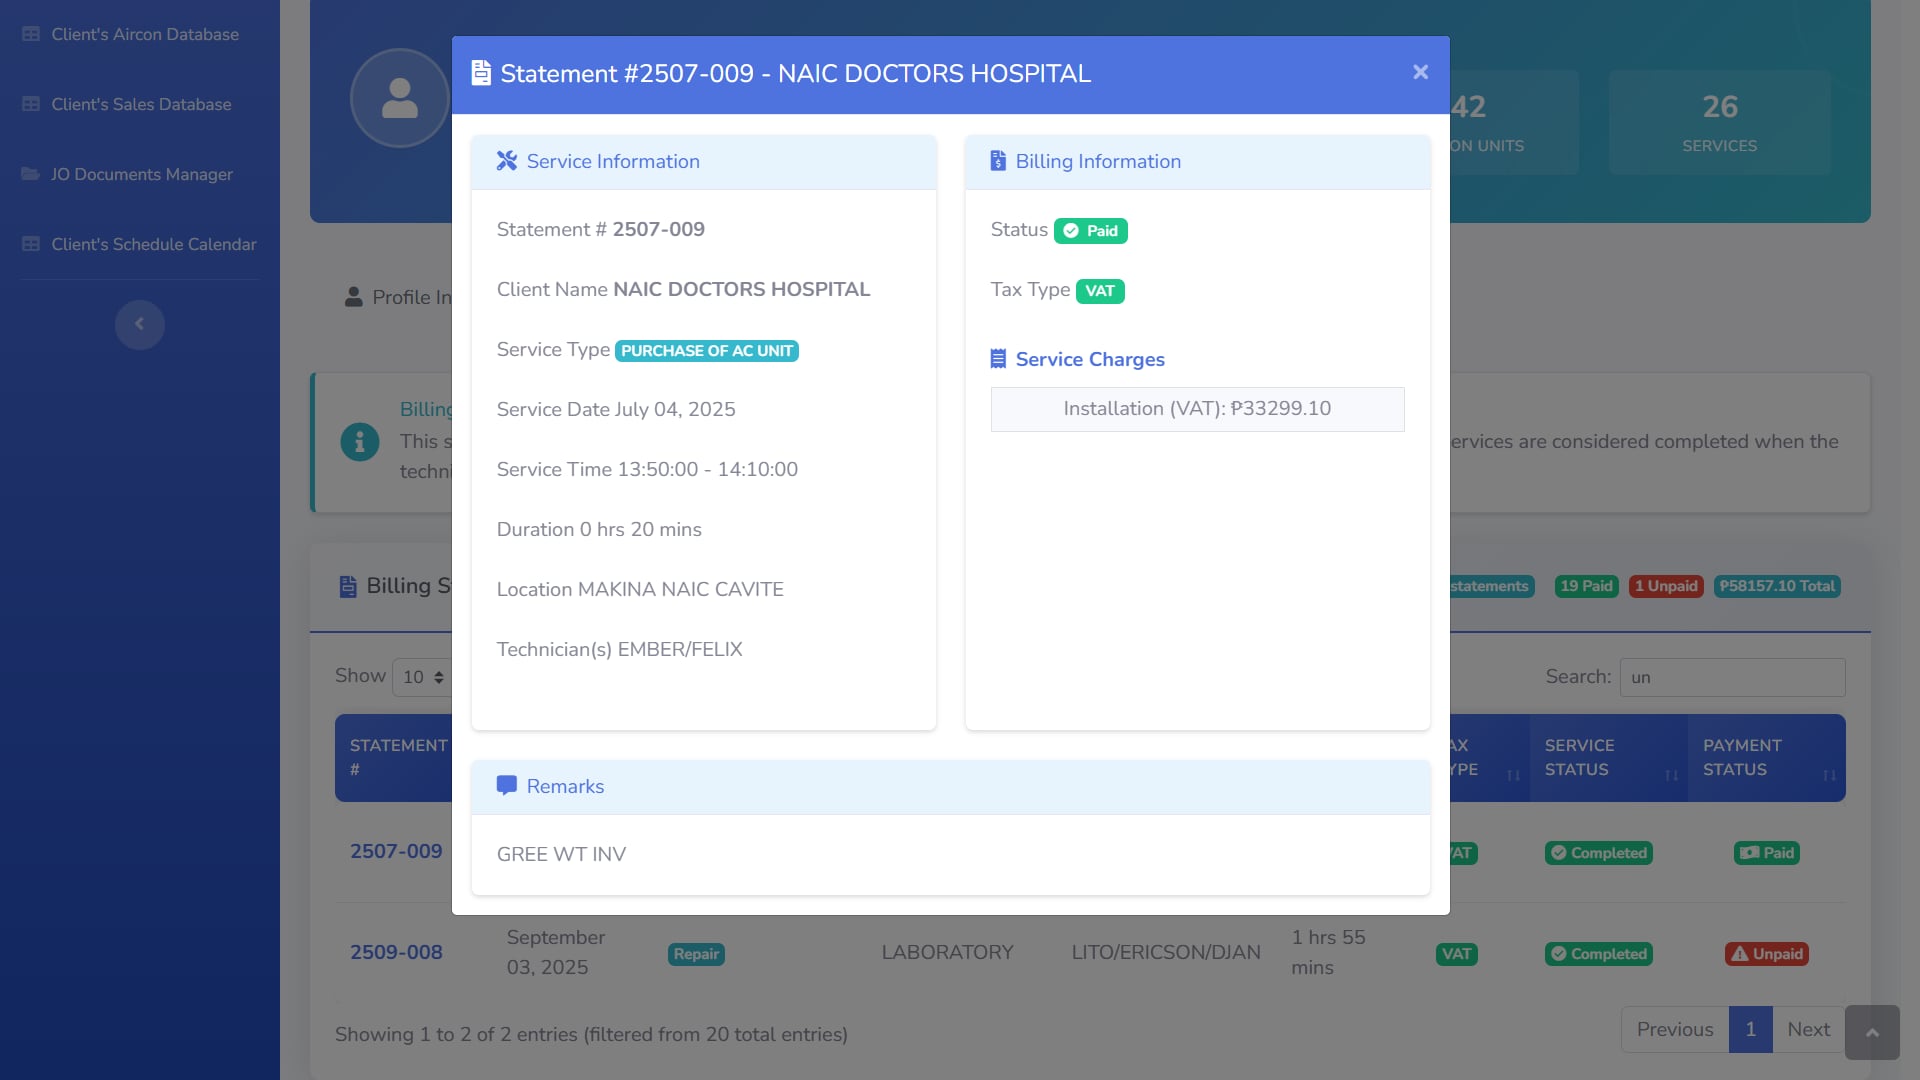 Client's Aircon Database
Client's Sales Database
JO Documents Manager
Client's Schedule Calendar
42
ON UNITS
26
SERVICES
Profile In
Statement #2507-009 - NAIC DOCTORS HOSPITAL
×
Service Information
Statement # 2507-009
Client Name NAIC DOCTORS HOSPITAL
Service Type PURCHASE OF AC UNIT
Service Date July 04, 2025
Service Time 13:50:00 - 14:10:00
Duration 0 hrs 20 mins
Location MAKINA NAIC CAVITE
Technician(s) EMBER/FELIX
Billing Information
Status Paid
Tax Type VAT
Service Charges
Installation (VAT): ₱33299.10
Remarks
GREE WT INV
Billing
This s
ervices are considered completed when the
techni
Billing S
statements 19 Paid 1 Unpaid ₱58157.10 Total
Show 10
Search: un
STATEMENT
#
AX
YPE
SERVICE
STATUS
PAYMENT
STATUS
2507-009
VAT Completed Paid
2509-008
September
03, 2025
Repair
LABORATORY
LITO/ERICSON/DJAN
1 hrs 55
mins
VAT
Completed
Unpaid
Showing 1 to 2 of 2 entries (filtered from 20 total entries)
Previous 1 Next